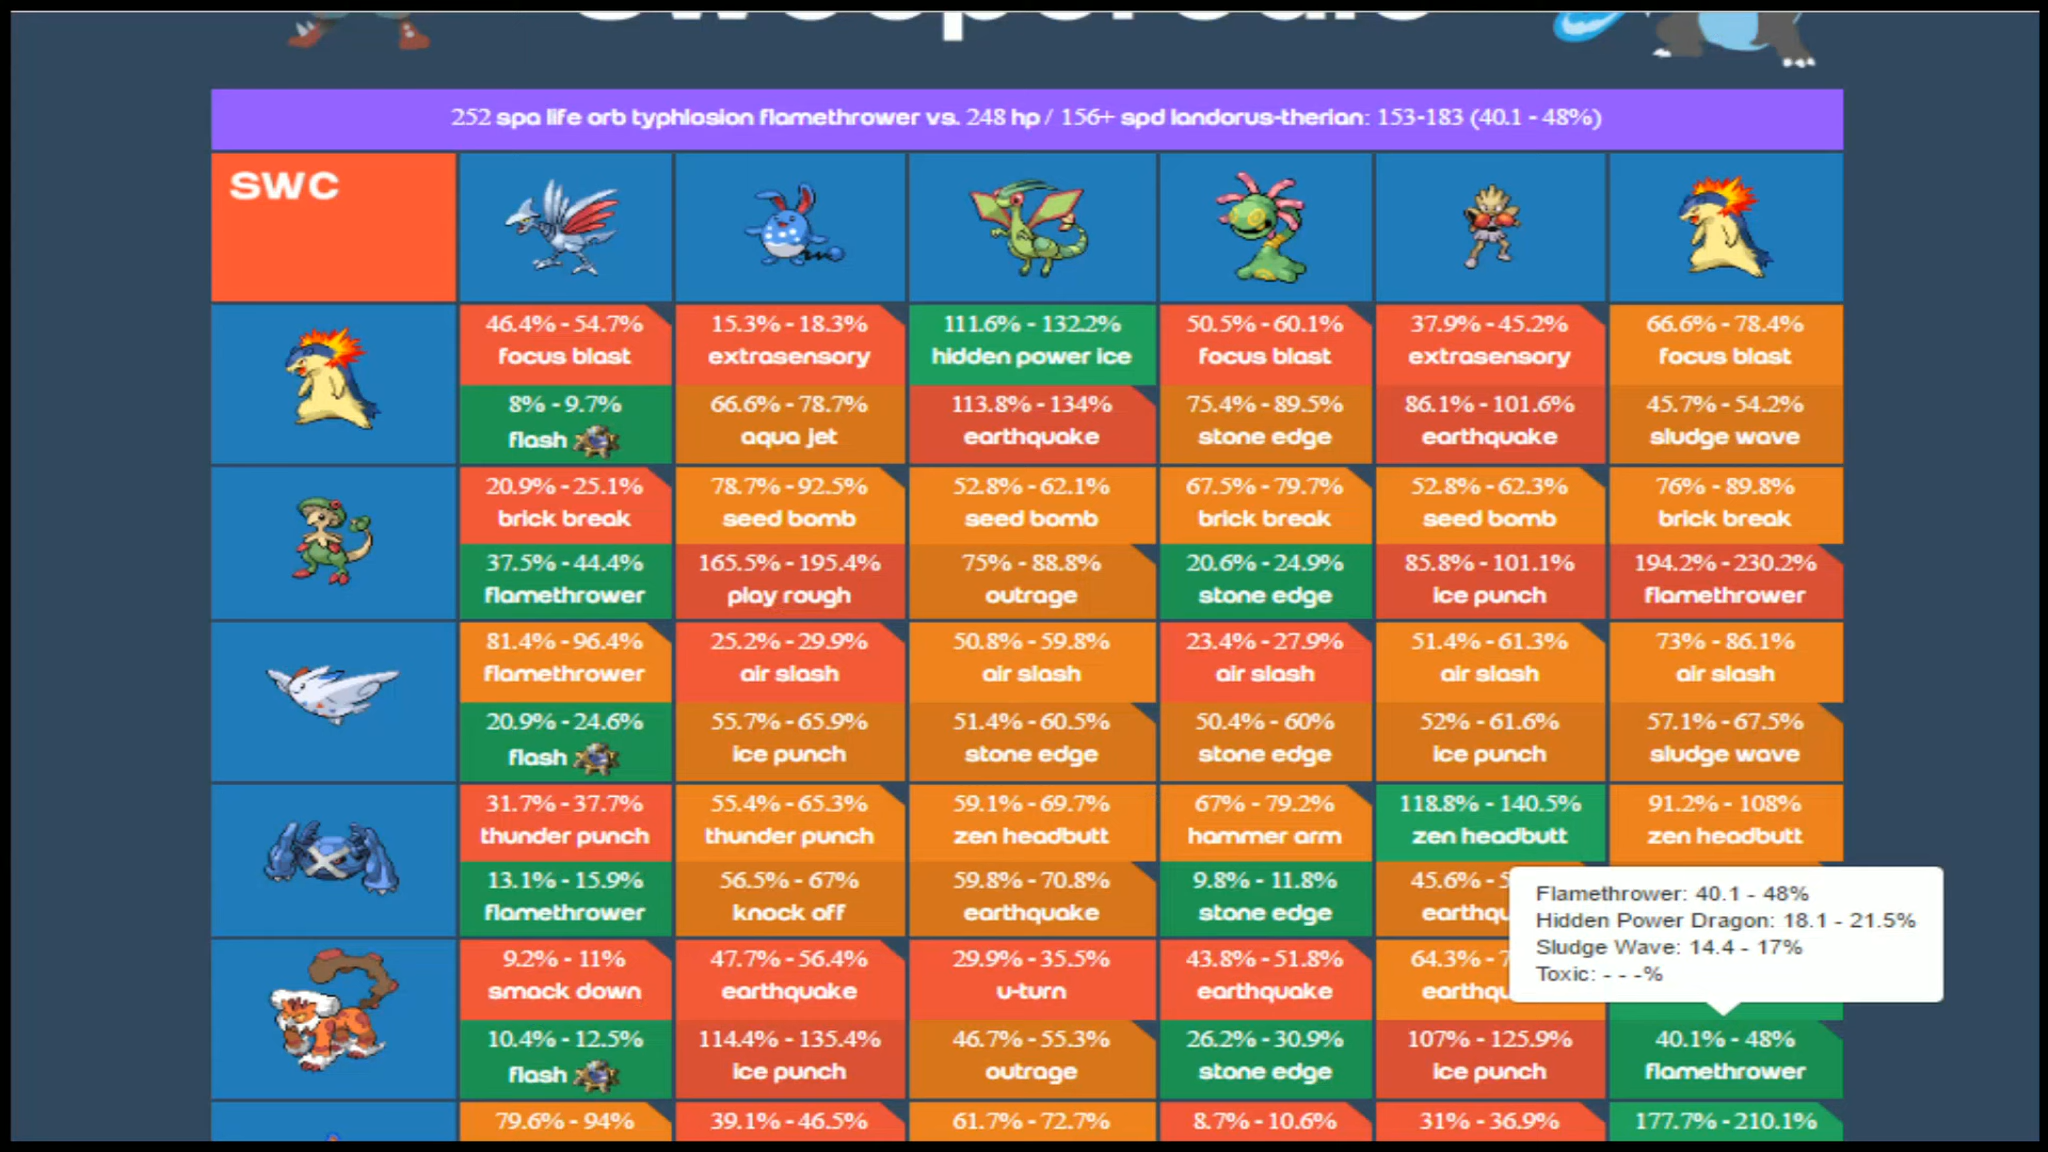 252 spa life orb typhlosion flamethrower vs. 248 hp / 156+ spd landorus-therian: 153-183 (40.1 - 48%)
SWC
46.4% - 54.7% 15.3% - 18.3% 111.6% - 132.2% 50.5% - 60.1% 37.9% - 45.2% 66.6% - 78.4%
focus blast extrasensory hidden power ice focus blast extrasensory focus blast
8% - 9.7% 66.6% - 78.7% 113.8% - 134% 75.4% - 89.5% 86.1% - 101.6% 45.7% - 54.2%
flash aqua jet earthquake stone edge earthquake sludge wave
20.9% - 25.1% 78.7% - 92.5% 52.8% - 62.1% 67.5% - 79.7% 52.8% - 62.3% 76% - 89.8%
brick break seed bomb seed bomb brick break seed bomb brick break
37.5% - 44.4% 165.5% - 195.4% 75% - 88.8% 20.6% - 24.9% 85.8% - 101.1% 194.2% - 230.2%
flamethrower play rough outrage stone edge ice punch flamethrower
81.4% - 96.4% 25.2% - 29.9% 50.8% - 59.8% 23.4% - 27.9% 51.4% - 61.3% 73% - 86.1%
flamethrower air slash air slash air slash air slash air slash
20.9% - 24.6% 55.7% - 65.9% 51.4% - 60.5% 50.4% - 60% 52% - 61.6% 57.1% - 67.5%
flash ice punch stone edge stone edge ice punch sludge wave
31.7% - 37.7% 55.4% - 65.3% 59.1% - 69.7% 67% - 79.2% 118.8% - 140.5% 91.2% - 108%
thunder punch thunder punch zen headbutt hammer arm zen headbutt zen headbutt
13.1% - 15.9% 56.5% - 67% 59.8% - 70.8% 9.8% - 11.8% 45.6% - 5
flamethrower knock off earthquake stone edge earthqu
Flamethrower: 40.1 - 48%
Hidden Power Dragon: 18.1 - 21.5%
Sludge Wave: 14.4 - 17%
Toxic: - - -%
9.2% - 11% 47.7% - 56.4% 29.9% - 35.5% 43.8% - 51.8% 64.3% - 7
smack down earthquake u-turn earthquake earthqu
10.4% - 12.5% 114.4% - 135.4% 46.7% - 55.3% 26.2% - 30.9% 107% - 125.9% 40.1% - 48%
flash ice punch outrage stone edge ice punch flamethrower
79.6% - 94% 39.1% - 46.5% 61.7% - 72.7% 8.7% - 10.6% 31% - 36.9% 177.7% - 210.1%